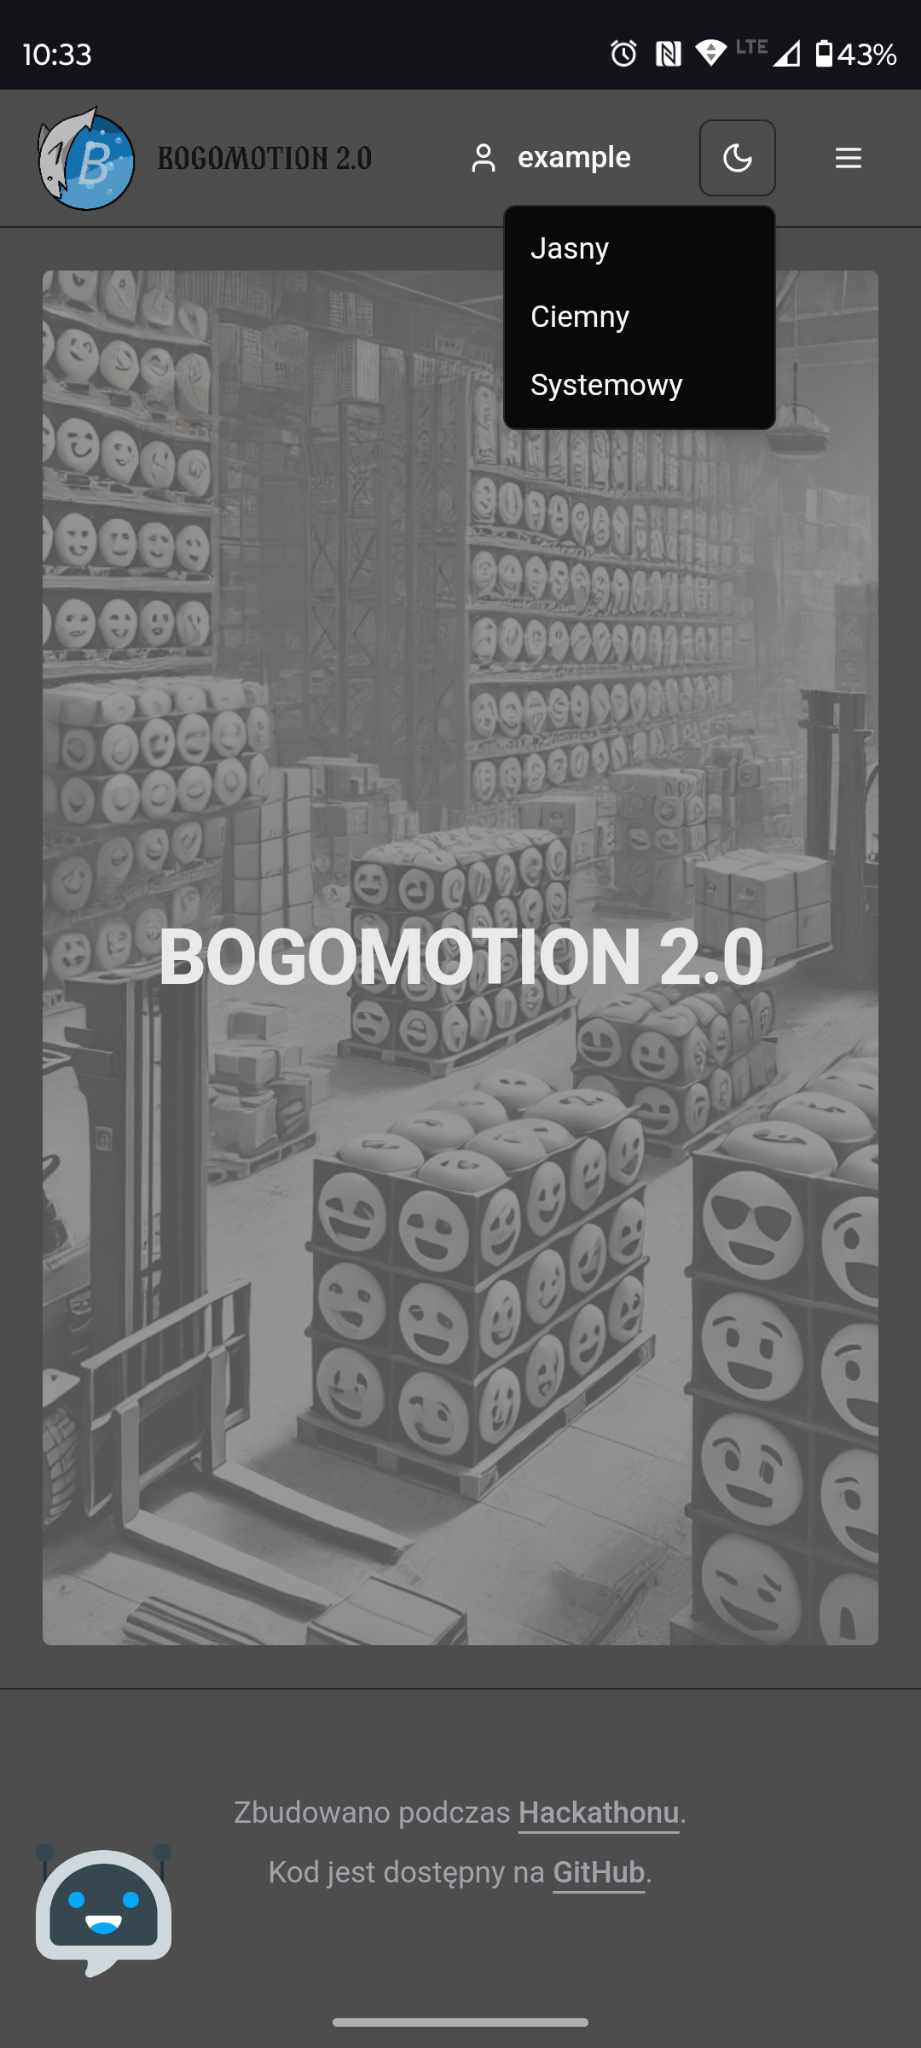 10:33
LTE
43%
B
BOGOMOTION 2.0
example
Jasny
Ciemny
Systemowy
BOGOMOTION 2.0
Zbudowano podczas Hackathonu.
Kod jest dostępny na GitHub.